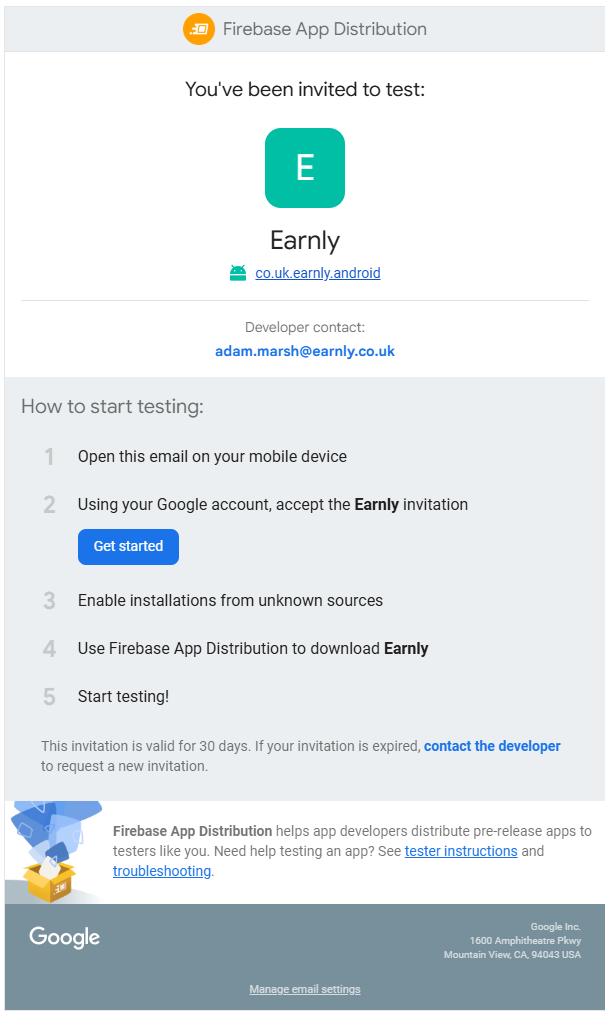 Firebase App Distribution
You've been invited to test:
E
Earnly
co.uk.earnly.android
Developer contact:
adam.marsh@earnly.co.uk
How to start testing:
1 Open this email on your mobile device
2 Using your Google account, accept the Earnly invitation
Get started
3 Enable installations from unknown sources
4 Use Firebase App Distribution to download Earnly
5 Start testing!
This invitation is valid for 30 days. If your invitation is expired, contact the developer
to request a new invitation.
Firebase App Distribution helps app developers distribute pre-release apps to
testers like you. Need help testing an app? See tester instructions and
troubleshooting.
Google
Google Inc.
1600 Amphitheatre Pkwy
Mountain View, CA, 94043 USA
Manage email settings